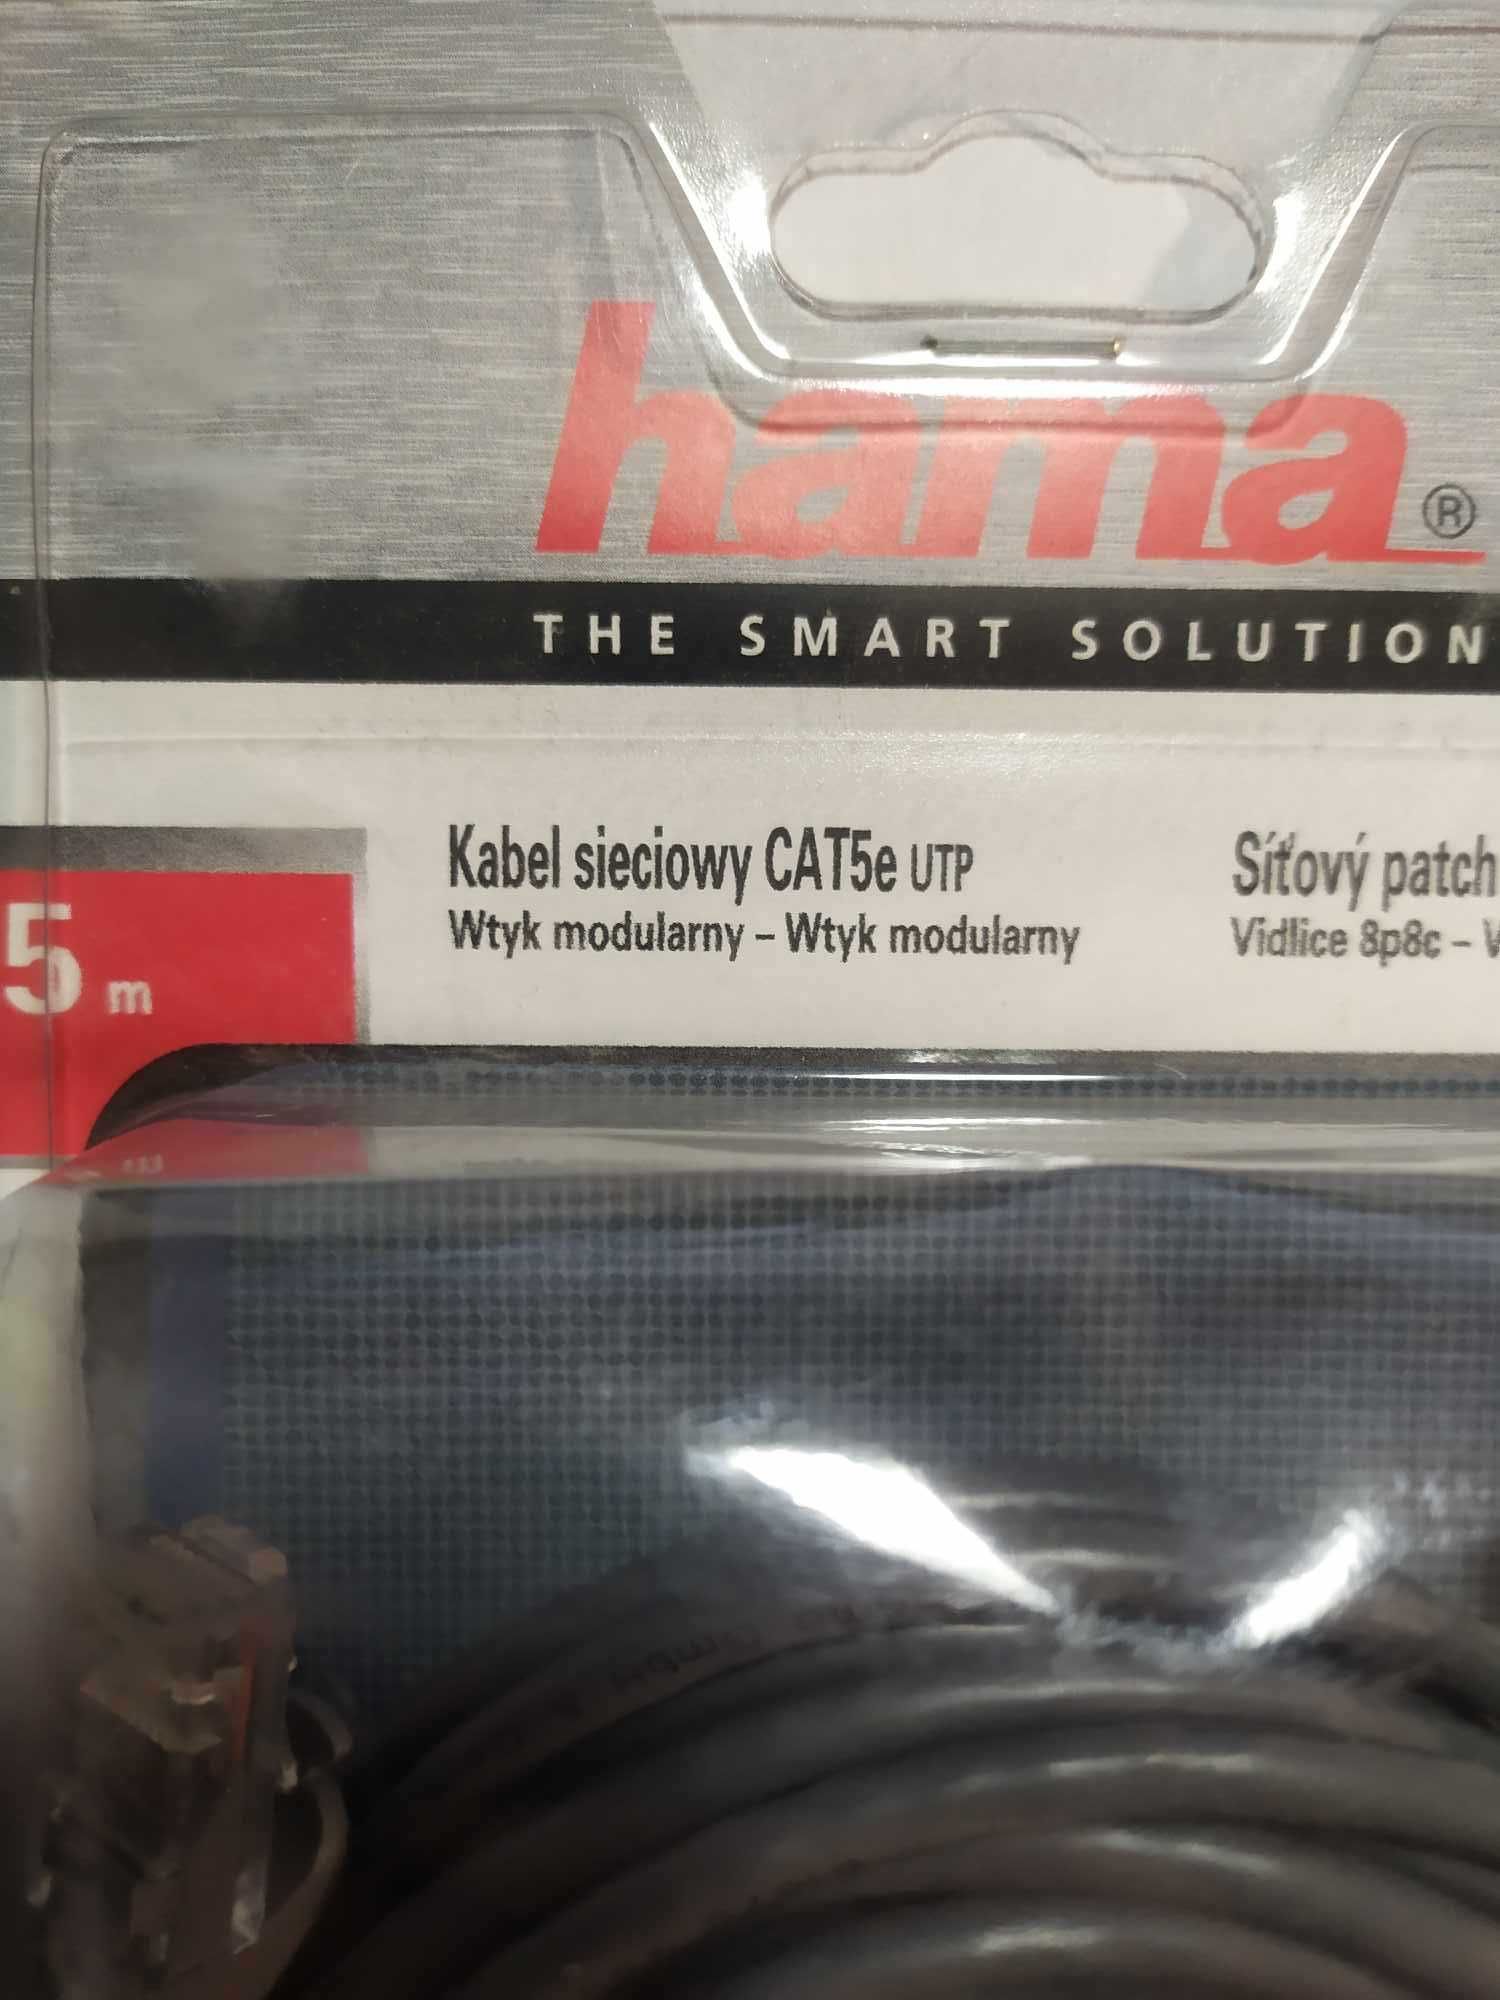 hama®
THE SMART SOLUTION
Kabel sieciowy CAT5e UTP
Wtyk modularny – Wtyk modularny
Síťový patch
Vidlice 8p8c –
5 m